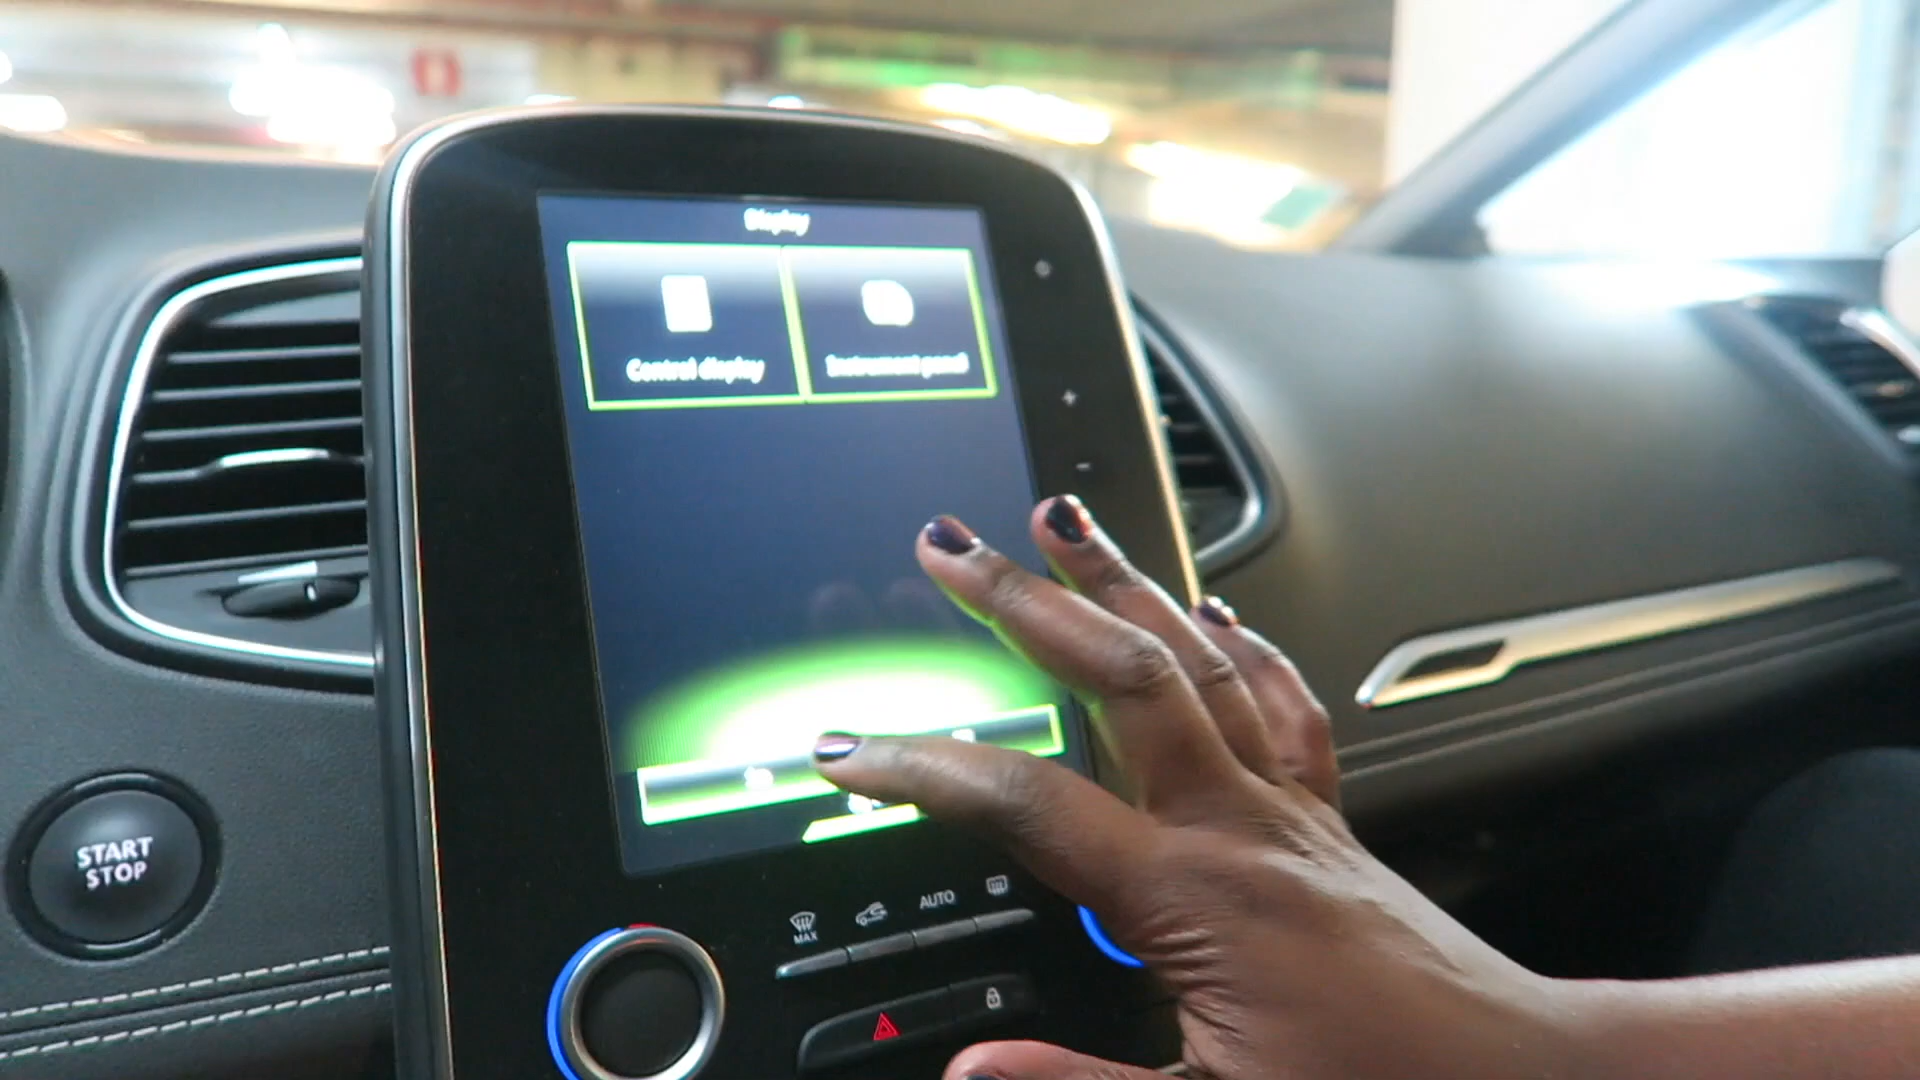 Display
Control display
Instrument panel
START
STOP
MAX
AUTO